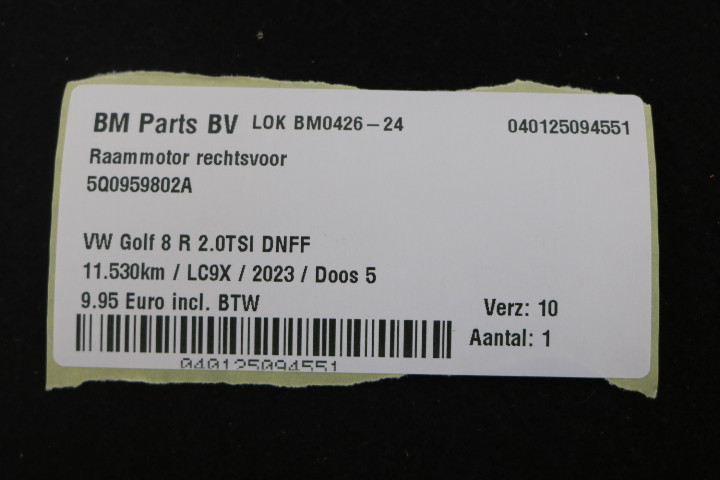 BM Parts BV LOK BM0426-24 040125094551
Raammotor rechtsvoor
5Q0959802A
VW Golf 8 R 2.0TSI DNFF
11.530km / LC9X / 2023 / Doos 5
9.95 Euro incl. BTW Verz: 10
Aantal: 1
040125094551